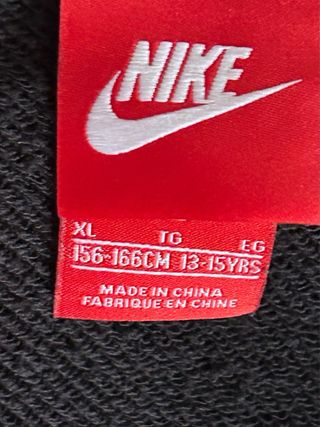 NIKE
XL TG EG
156-166CM 13-15YRS
MADE IN CHINA
FABRIQUE EN CHINE